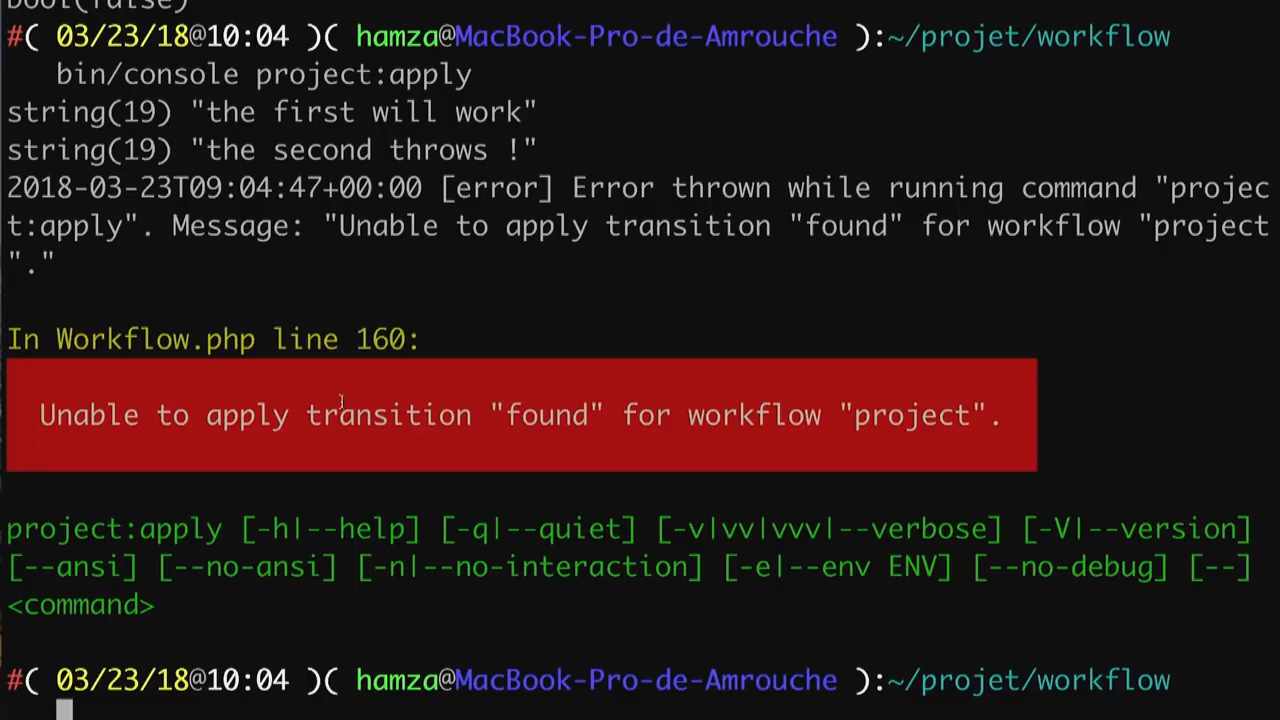 bool(false)
#( 03/23/18@10:04 )( hamza@MacBook-Pro-de-Amrouche ):~/projet/workflow
bin/console project:apply
string(19) "the first will work"
string(19) "the second throws !"
2018-03-23T09:04:47+00:00 [error] Error thrown while running command "projec
t:apply". Message: "Unable to apply transition "found" for workflow "project
"."
In Workflow.php line 160:
Unable to apply transition "found" for workflow "project".
project:apply [-h|--help] [-q|--quiet] [-v|vv|vvv|--verbose] [-V|--version]
[--ansi] [--no-ansi] [-n|--no-interaction] [-e|--env ENV] [--no-debug] [--]
<command>
#( 03/23/18@10:04 )( hamza@MacBook-Pro-de-Amrouche ):~/projet/workflow